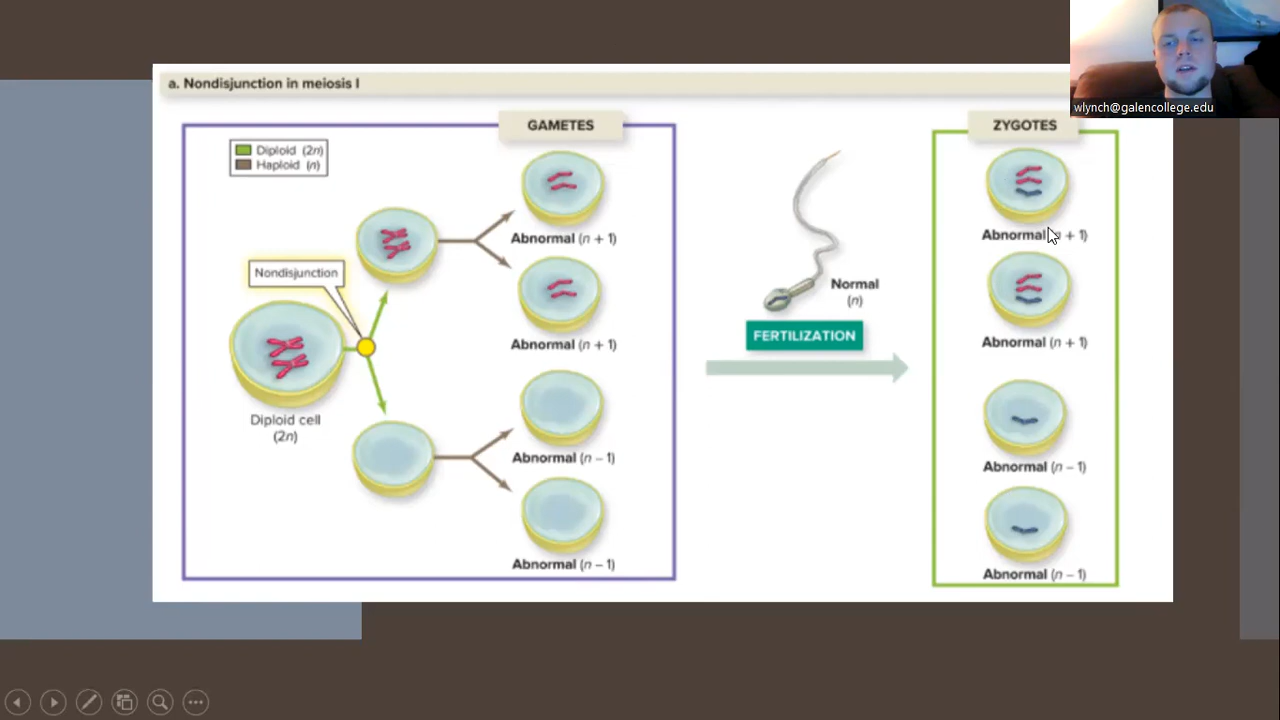 wlynch@galencollege.edu
a. Nondisjunction in meiosis I
GAMETES
ZYGOTES
Diploid (2n)
Haploid (n)
Nondisjunction
Diploid cell
(2n)
Abnormal (n + 1)
Abnormal (n + 1)
Abnormal (n – 1)
Abnormal (n – 1)
Normal
(n)
FERTILIZATION
Abnormal + 1)
Abnormal (n + 1)
Abnormal (n – 1)
Abnormal (n – 1)